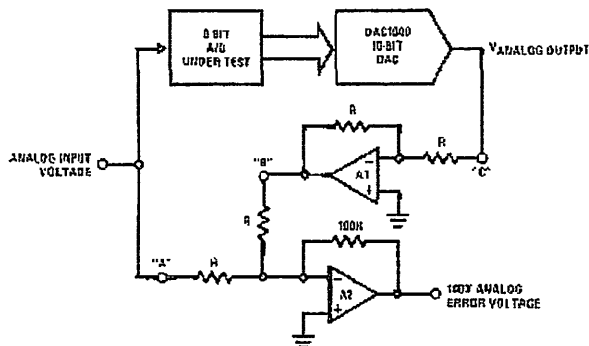 8 BIT
A/D
UNDER TEST
DAC1000
10-BIT
DAC
VANALOG OUTPUT
R
R
"B"
A1
"C"
ANALOG INPUT
VOLTAGE
R
100R
"A"
R
A2
100X ANALOG
ERROR VOLTAGE